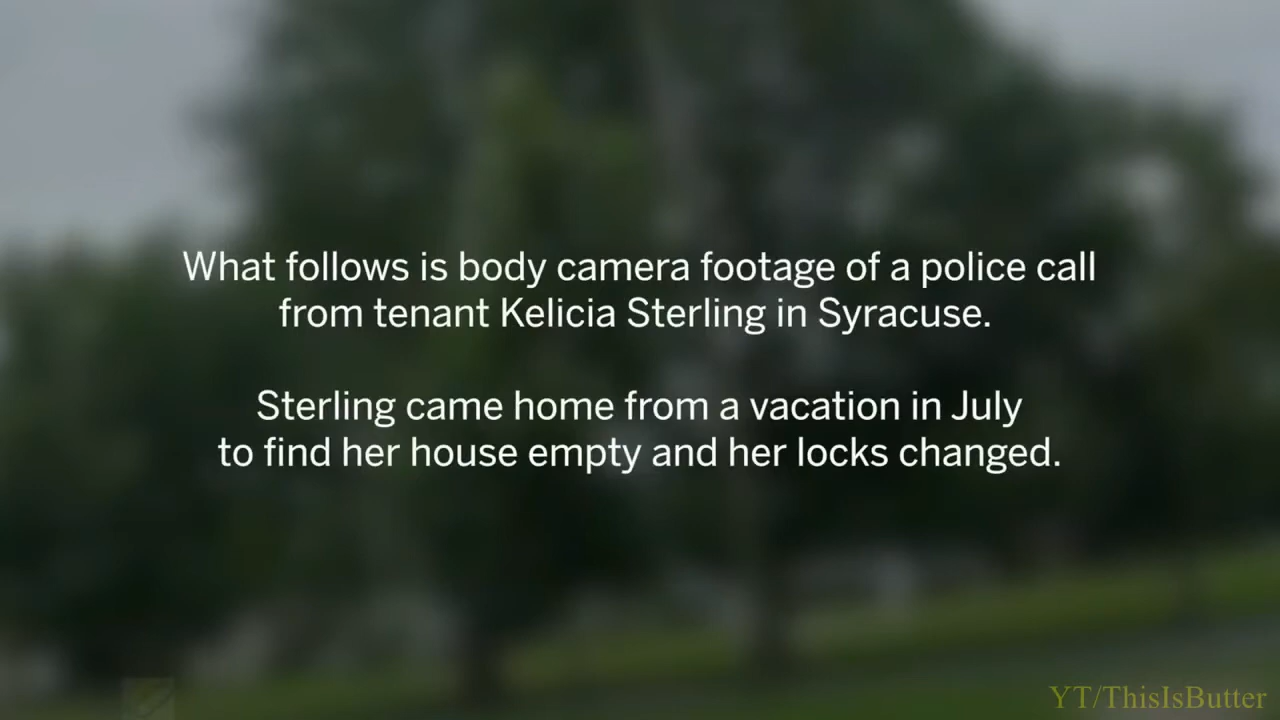 What follows is body camera footage of a police call
from tenant Kelicia Sterling in Syracuse.
Sterling came home from a vacation in July
to find her house empty and her locks changed.
YT/ThisIsButter